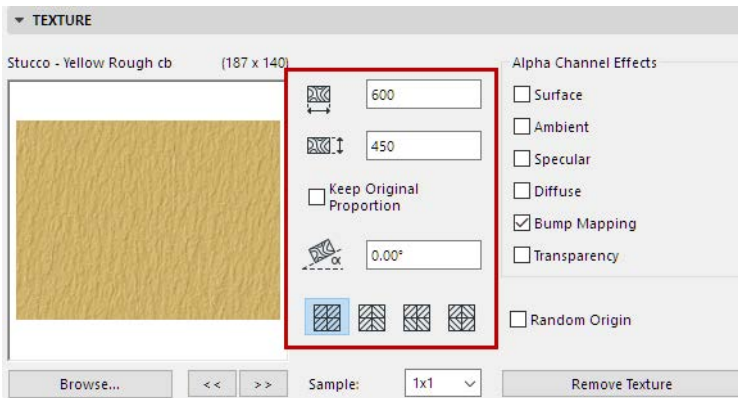 TEXTURE
Stucco - Yellow Rough cb (187 x 140)
600
450
Keep Original
Proportion
α
0.00°
Alpha Channel Effects
Surface
Ambient
Specular
Diffuse
Bump Mapping
Transparency
Random Origin
Browse... << >> Sample: 1x1 Remove Texture